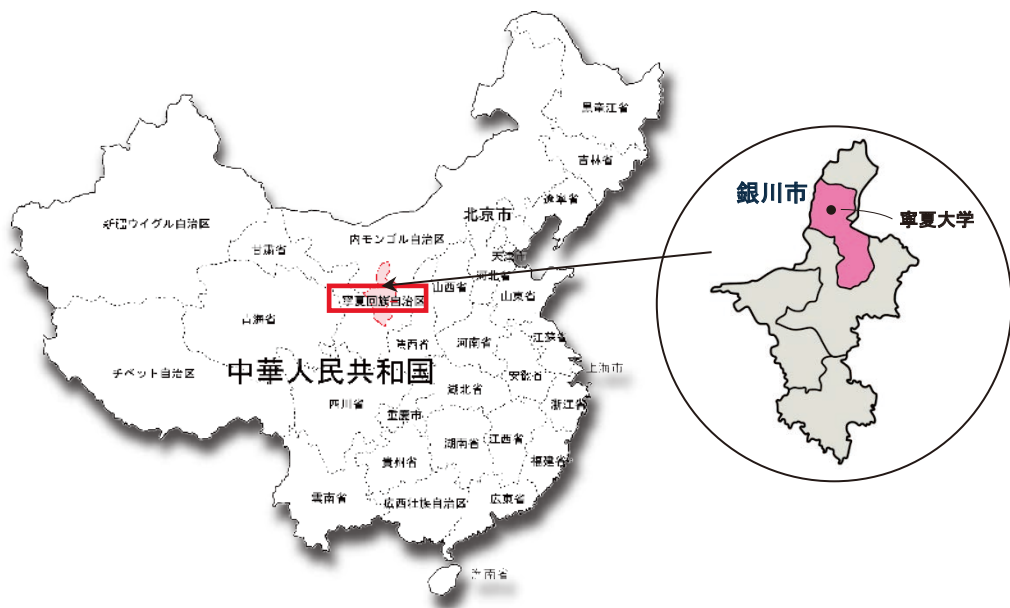 黒竜江省
吉林省
遼寧省
北京市
新疆ウイグル自治区
内モンゴル自治区
甘粛省
天津市
河北省
山西省
山東省
寧夏回族自治区
青海省
陝西省
河南省
江蘇省
中華人民共和国
チベット自治区
上海市
安徽省
湖北省
四川省
浙江省
重慶市
湖南省
江西省
貴州省
福建省
雲南省
広西壮族自治区
広東省
海南省
銀川市
寧夏大学